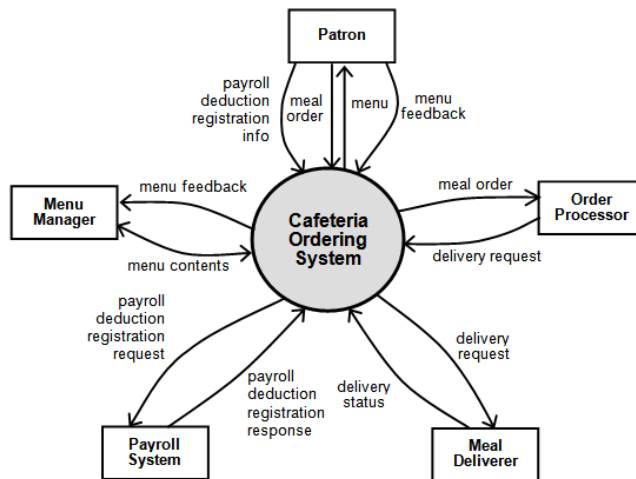 Patron
payroll
deduction
registration
info
meal
order
menu
menu
feedback
menu feedback
Menu
Manager
menu contents
Cafeteria
Ordering
System
meal order
Order
Processor
delivery request
payroll
deduction
registration
request
payroll
deduction
registration
response
delivery
status
delivery
request
Payroll
System
Meal
Deliverer